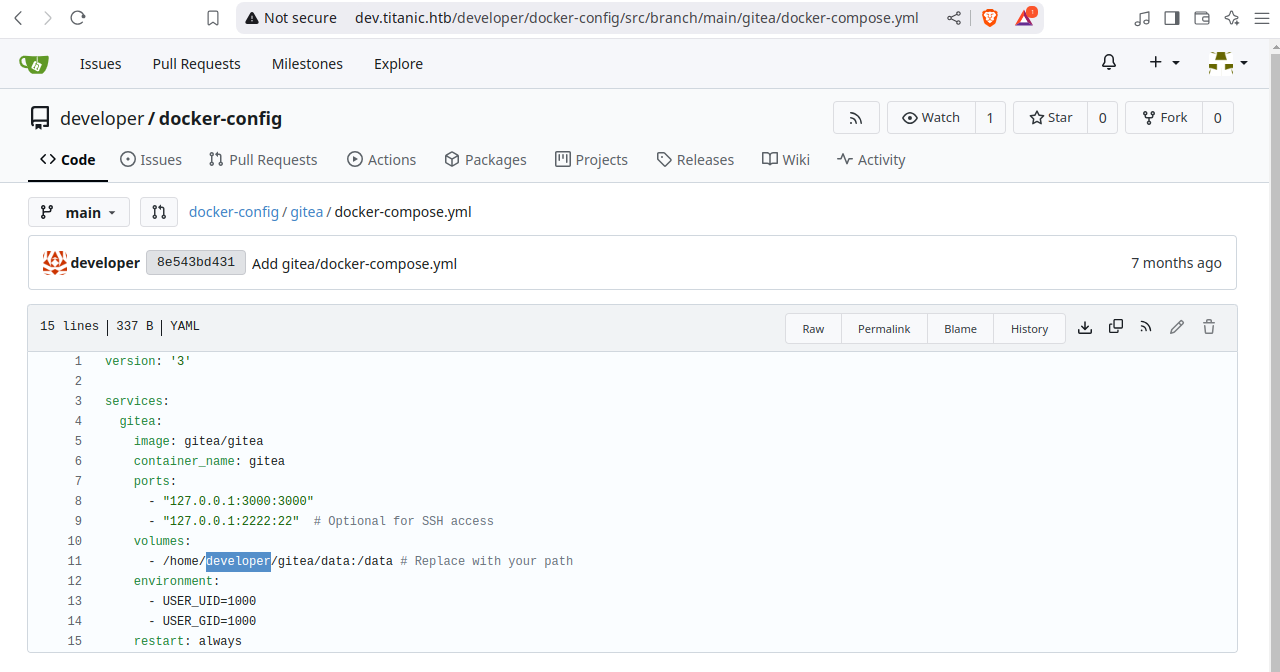 Not secure dev.titanic.htb/developer/docker-config/src/branch/main/gitea/docker-compose.yml
Issues Pull Requests Milestones Explore
developer / docker-config Watch 1 Star 0 Fork 0
Code Issues Pull Requests Actions Packages Projects Releases Wiki Activity
main docker-config / gitea / docker-compose.yml
developer 8e543bd431 Add gitea/docker-compose.yml 7 months ago
15 lines | 337 B | YAML Raw Permalink Blame History
1 version: '3'
2
3 services:
4   gitea:
5     image: gitea/gitea
6     container_name: gitea
7     ports:
8       - "127.0.0.1:3000:3000"
9       - "127.0.0.1:2222:22"  # Optional for SSH access
10     volumes:
11       - /home/developer/gitea/data:/data # Replace with your path
12     environment:
13       - USER_UID=1000
14       - USER_GID=1000
15     restart: always